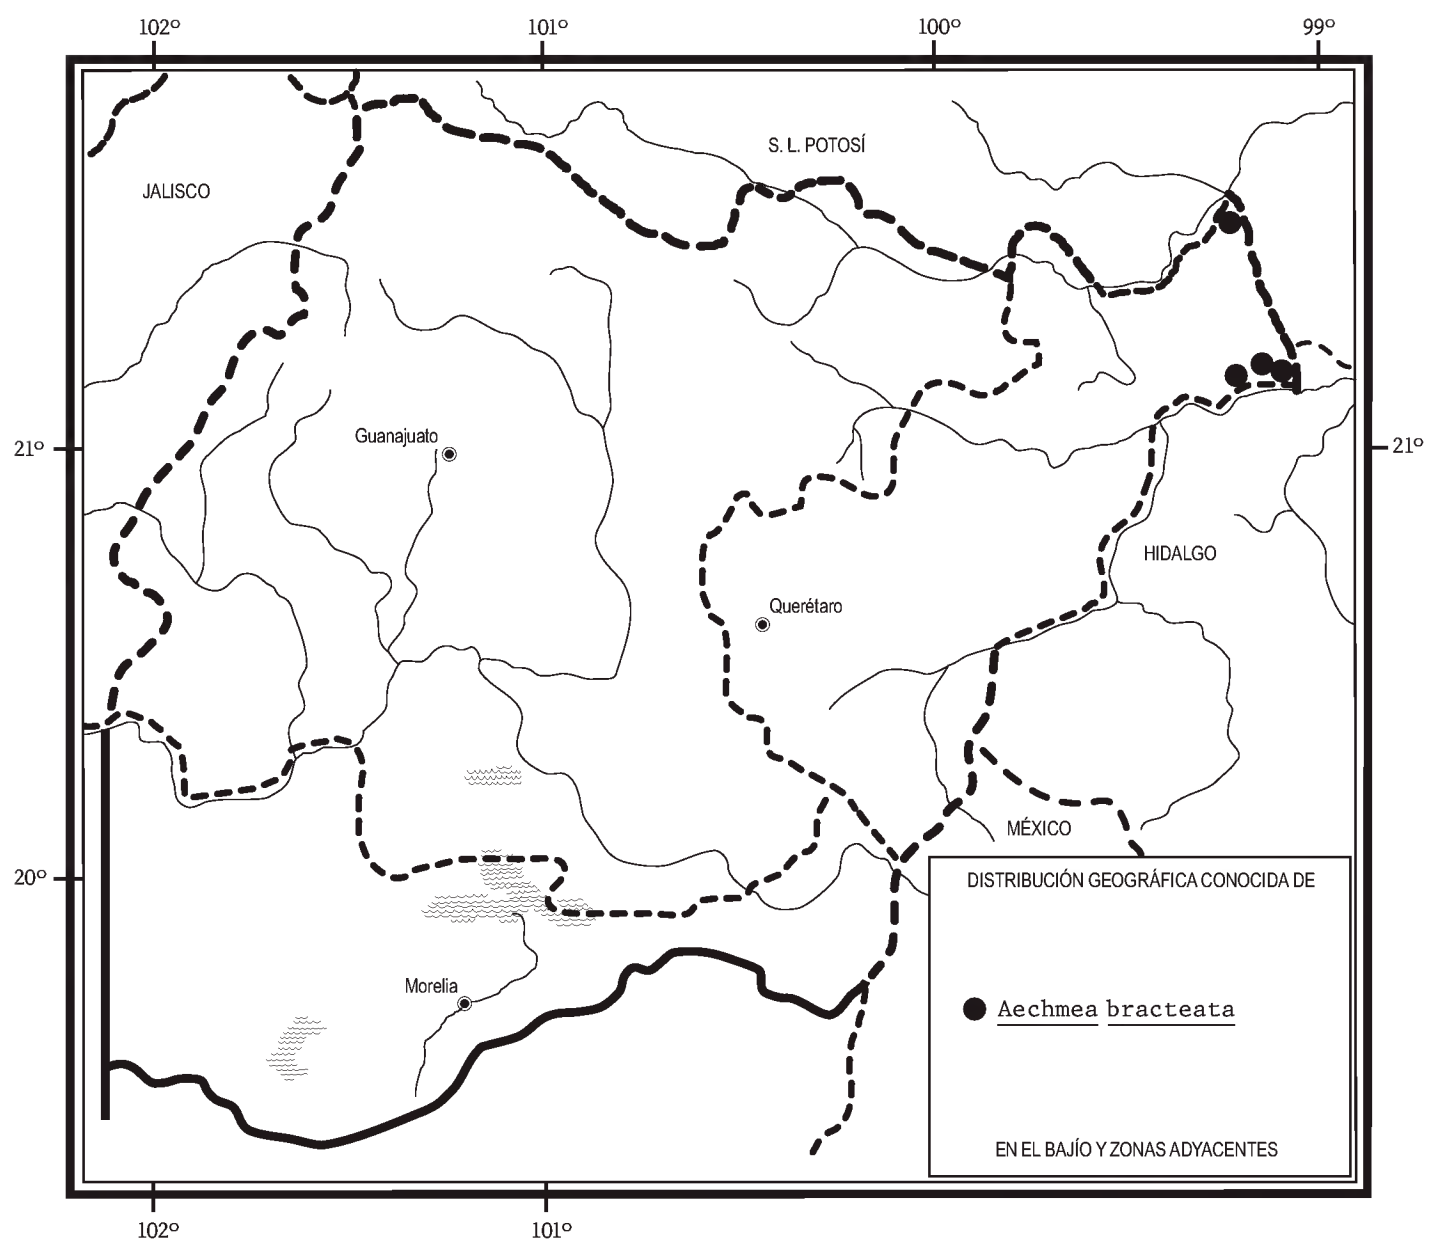 102º 101º 100º 99º
S. L. POTOSÍ
JALISCO
Guanajuato
21º 21º
HIDALGO
Querétaro
MÉXICO
20º
DISTRIBUCIÓN GEOGRÁFICA CONOCIDA DE
Morelia
Aechmea bracteata
EN EL BAJÍO Y ZONAS ADYACENTES
102º 101º